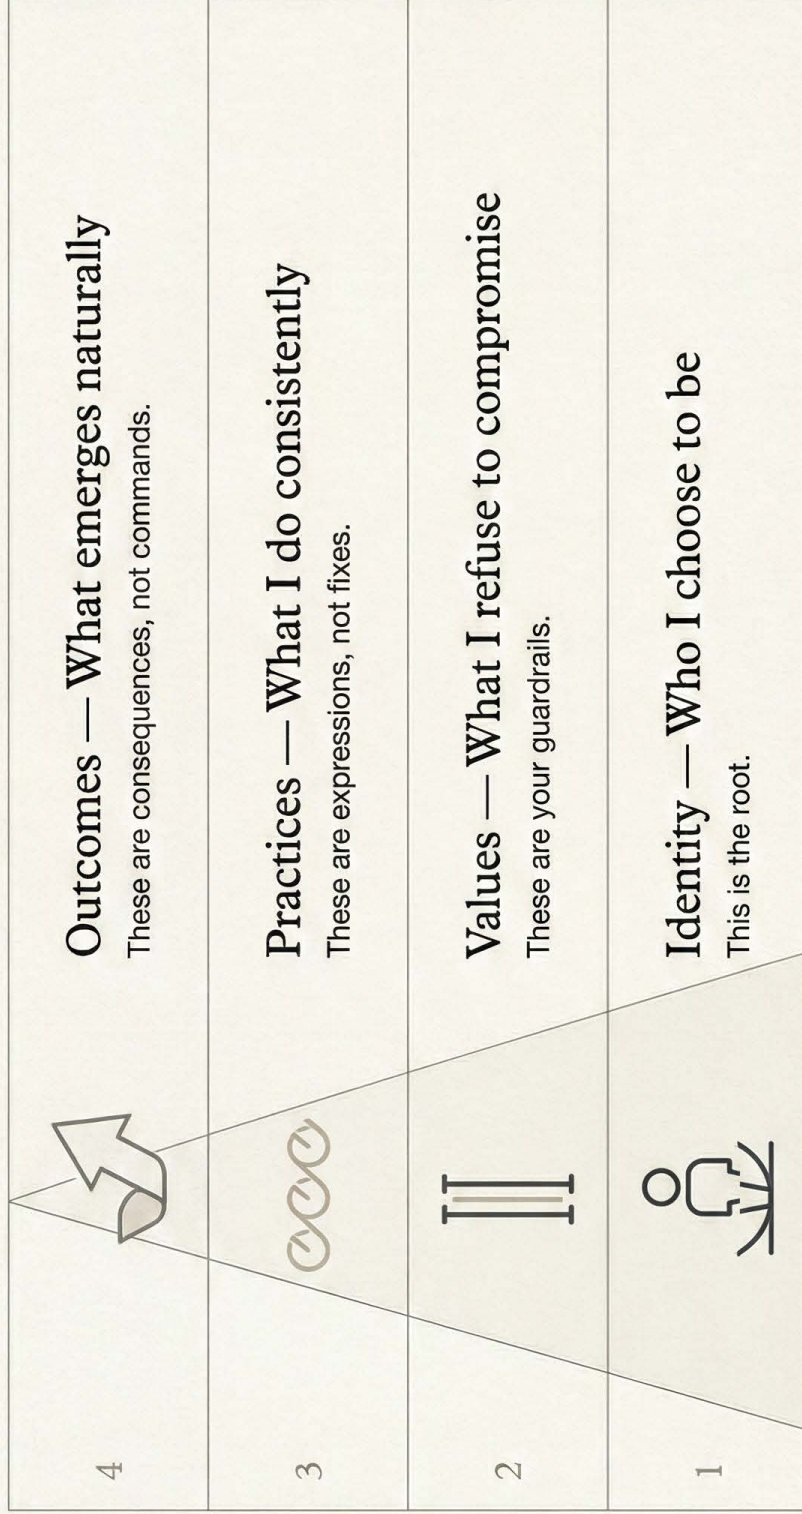 4
Outcomes — What emerges naturally
These are consequences, not commands.
3
Practices — What I do consistently
These are expressions, not fixes.
2
Values — What I refuse to compromise
These are your guardrails.
1
Identity — Who I choose to be
This is the root.